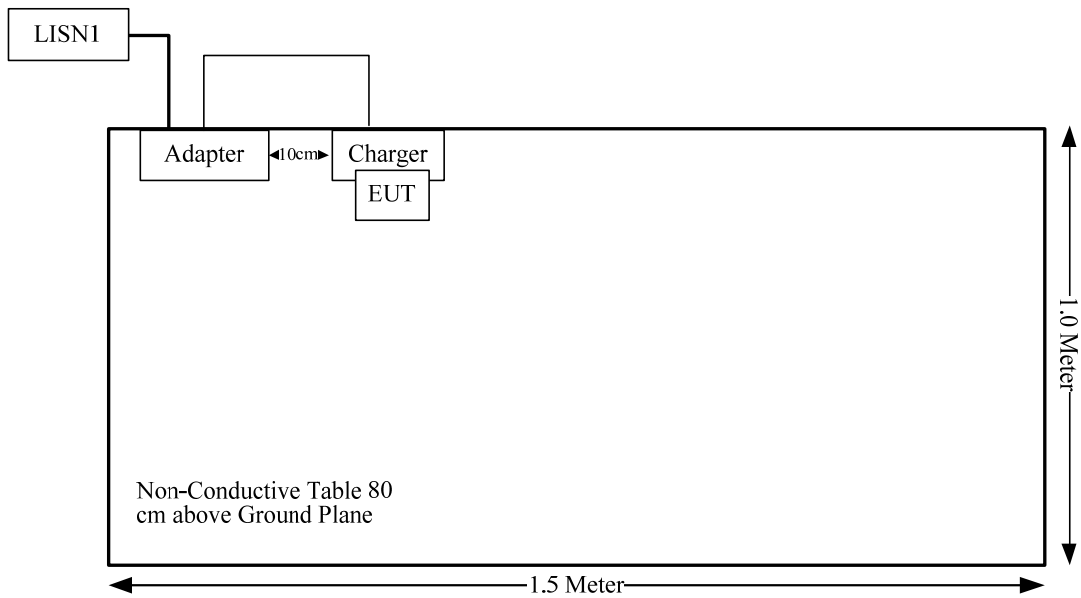 LISN1
Adapter
10cm
Charger
EUT
1.0 Meter
Non-Conductive Table 80
cm above Ground Plane
1.5 Meter